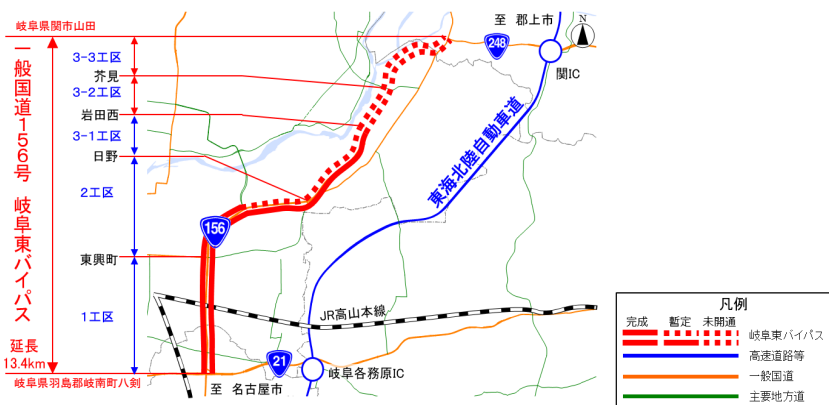 岐阜県関市山田
一般国道156号 岐阜東バイパス
延長
13.4km
岐阜県羽島郡岐南町八剣
3-3工区
芥見
3-2工区
岩田西
3-1工区
日野
2工区
東興町
1工区
至 郡上市
N
248
関IC
東海北陸自動車道
156
JR高山本線
21
岐阜各務原IC
至 名古屋市
凡例
完成 暫定 未開通
岐阜東バイパス
高速道路等
一般国道
主要地方道